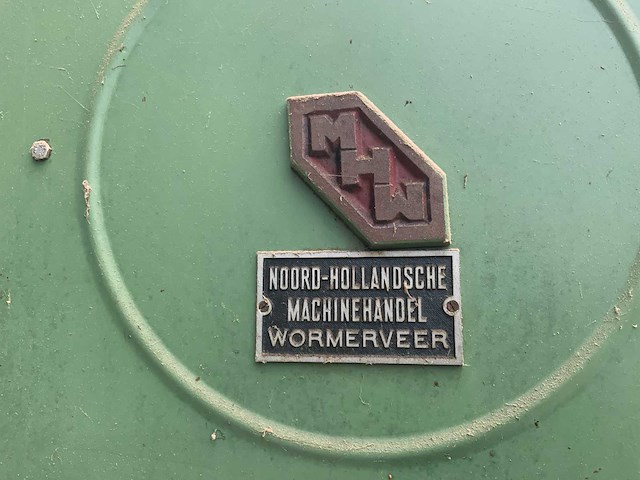 MHW
NOORD-HOLLANDSCHE
MACHINEHANDEL
WORMERVEER